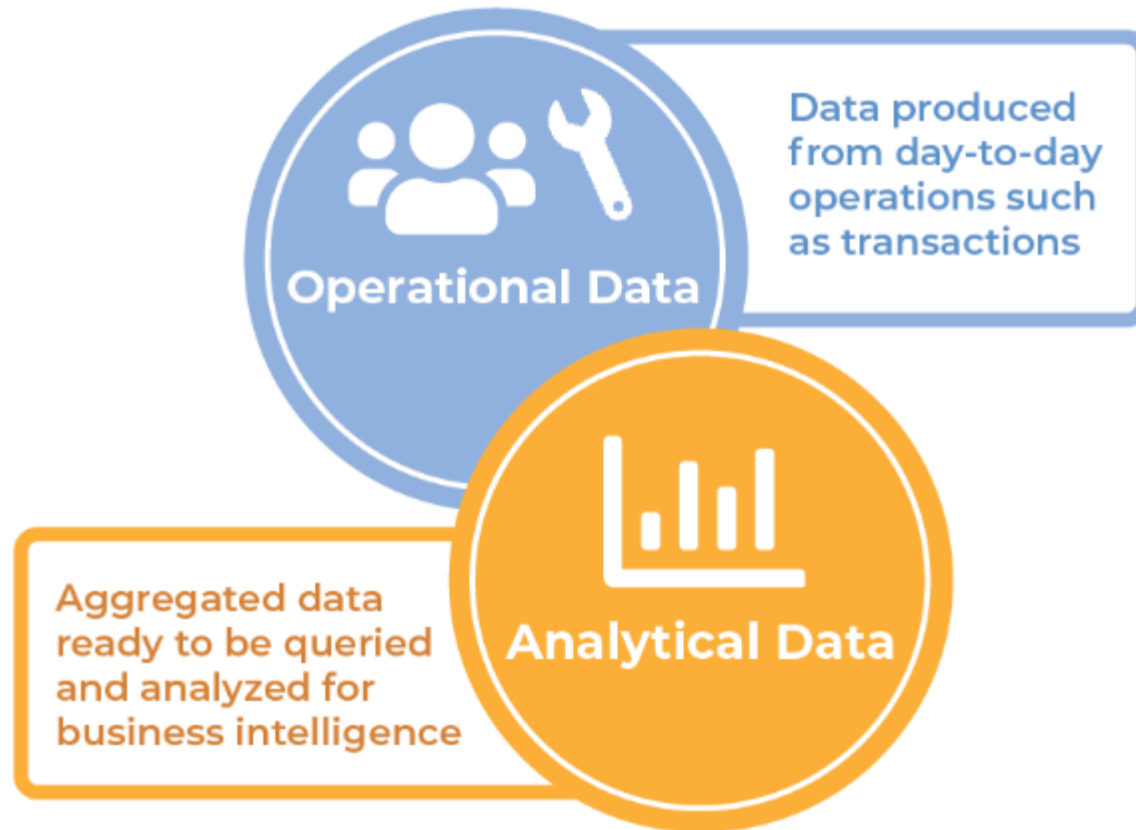 Data produced
from day-to-day
operations such
as transactions
Operational Data
Aggregated data
ready to be queried
and analyzed for
business intelligence
Analytical Data